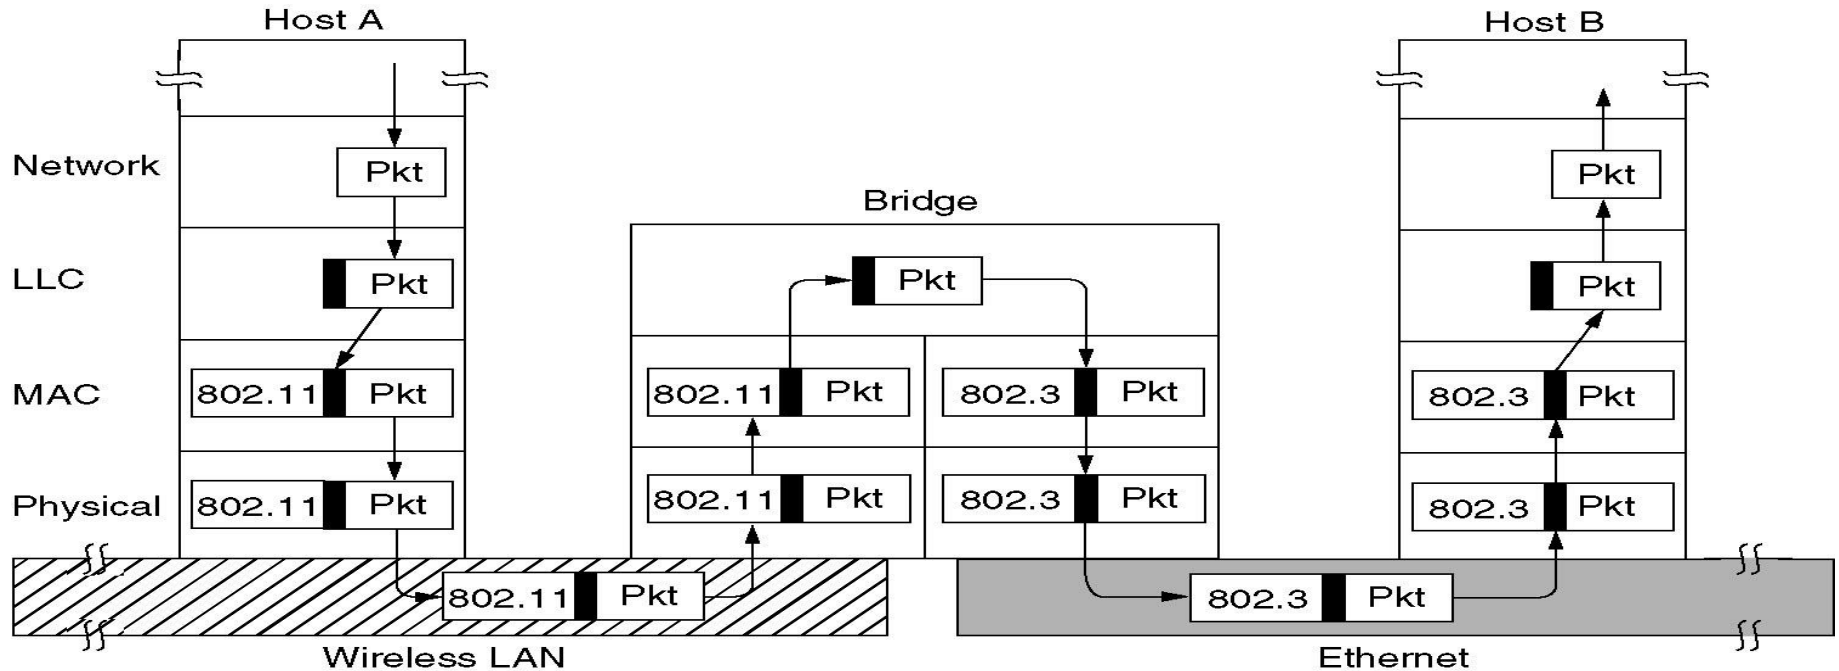 Host A
Host B
Network
Pkt
Pkt
Bridge
LLC
Pkt
Pkt
Pkt
MAC
802.11 Pkt
802.11 Pkt
802.3 Pkt
802.3 Pkt
Physical
802.11 Pkt
802.11 Pkt
802.3 Pkt
802.3 Pkt
802.11 Pkt
802.3 Pkt
Wireless LAN
Ethernet